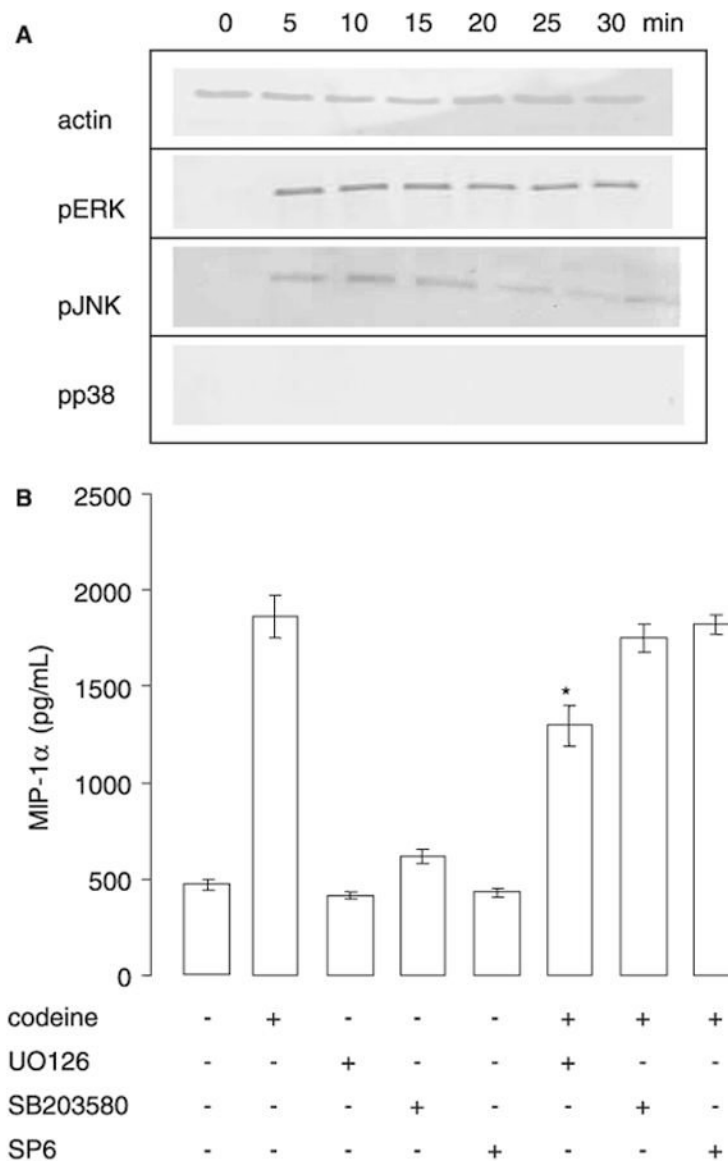 A
0 5 10 15 20 25 30 min
actin
pERK
pJNK
pp38
B
2500
2000
1500
1000
500
0
MIP-1α (pg/mL)
*
codeine - + - - - + + +
UO126 - - + - - + - -
SB203580 - - - + - - + -
SP6 - - - - + - - +